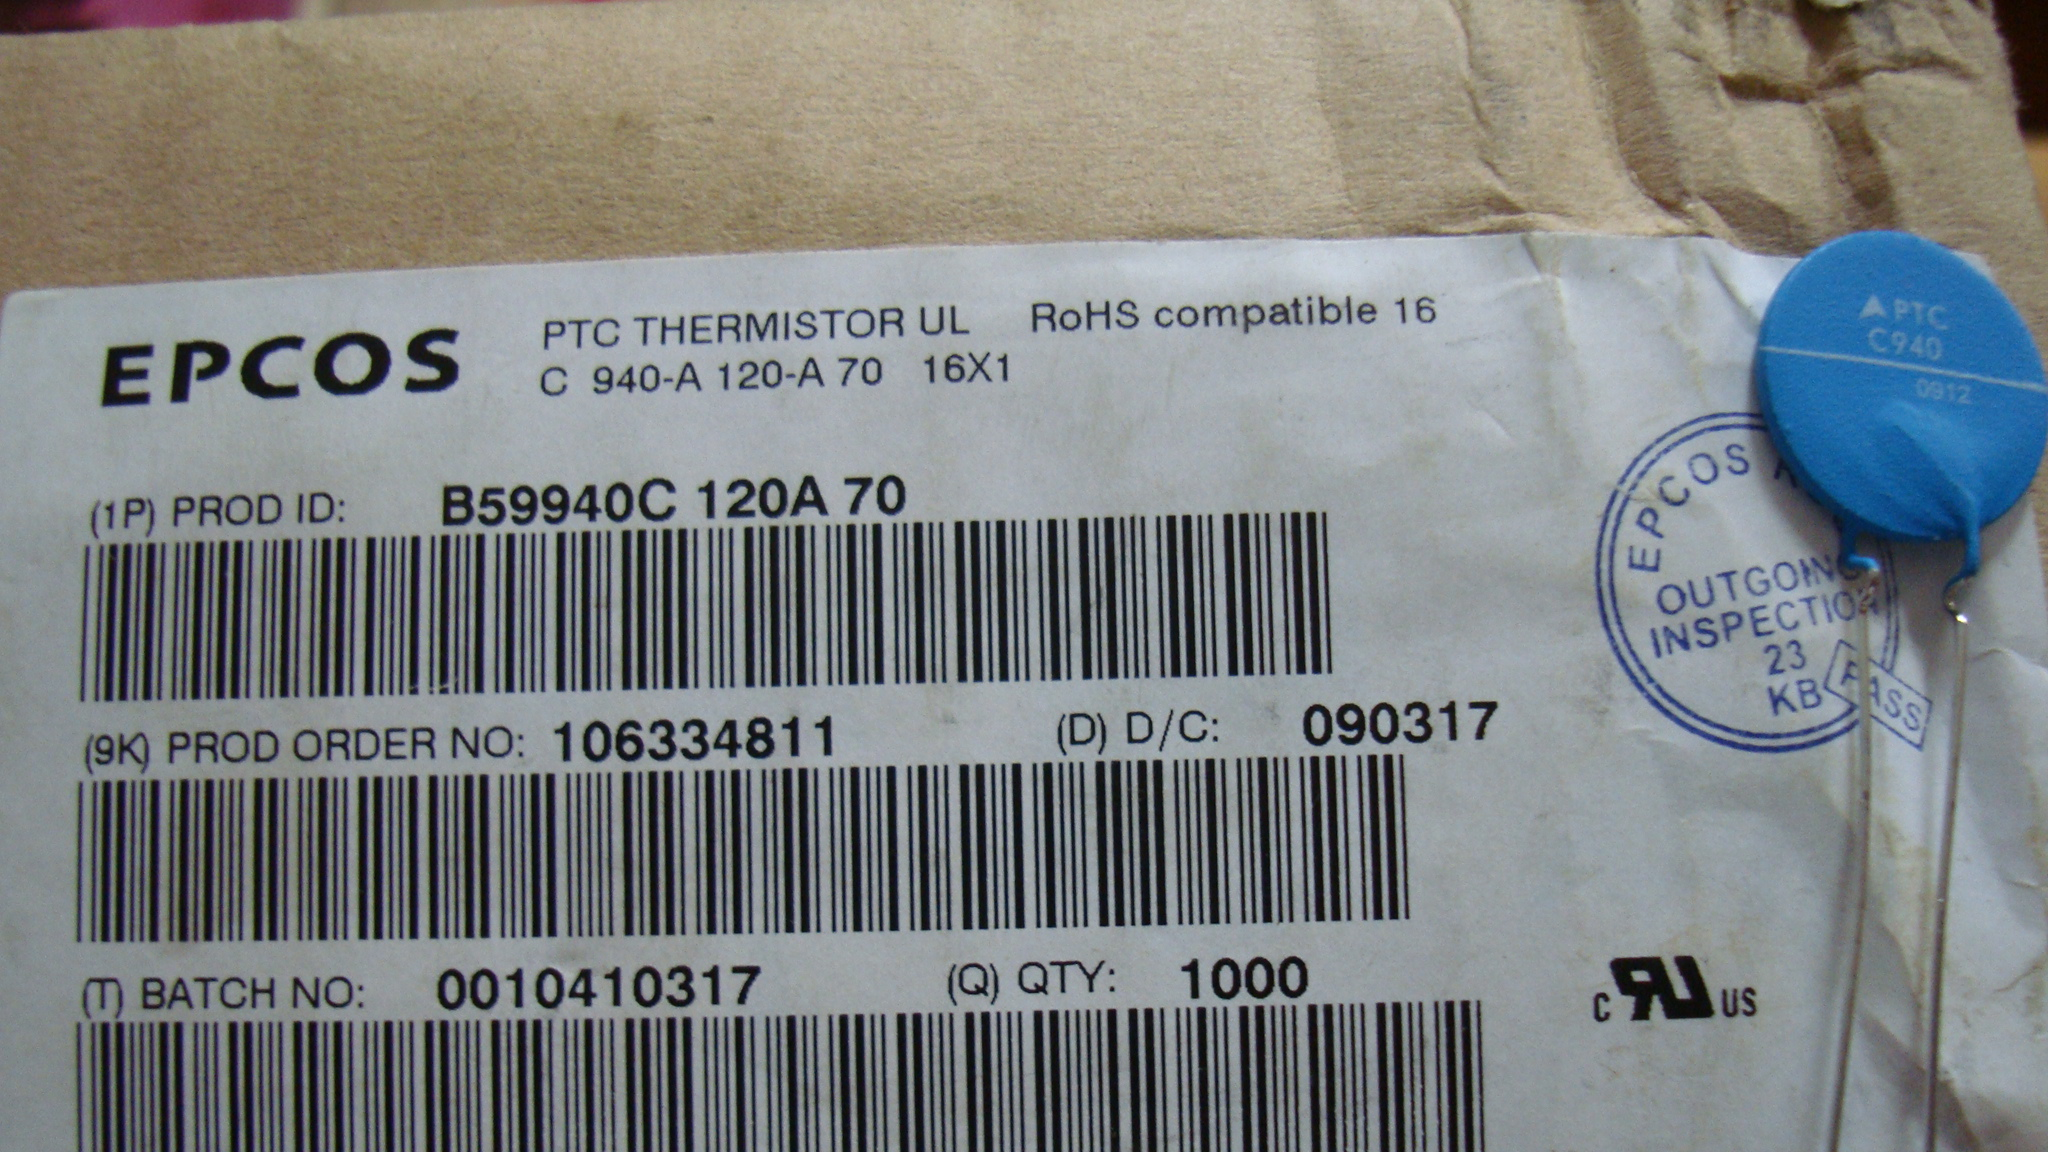 EPCOS
PTC THERMISTOR UL RoHS compatible 16
C 940-A 120-A 70 16X1
(1P) PROD ID: B59940C 120A 70
(9K) PROD ORDER NO: 106334811 (D) D/C: 090317
(T) BATCH NO: 0010410317 (Q) QTY: 1000
PTC
C940
0912
EPCOS
OUTGOING
INSPECTION
23
KB
PASS
C RU US